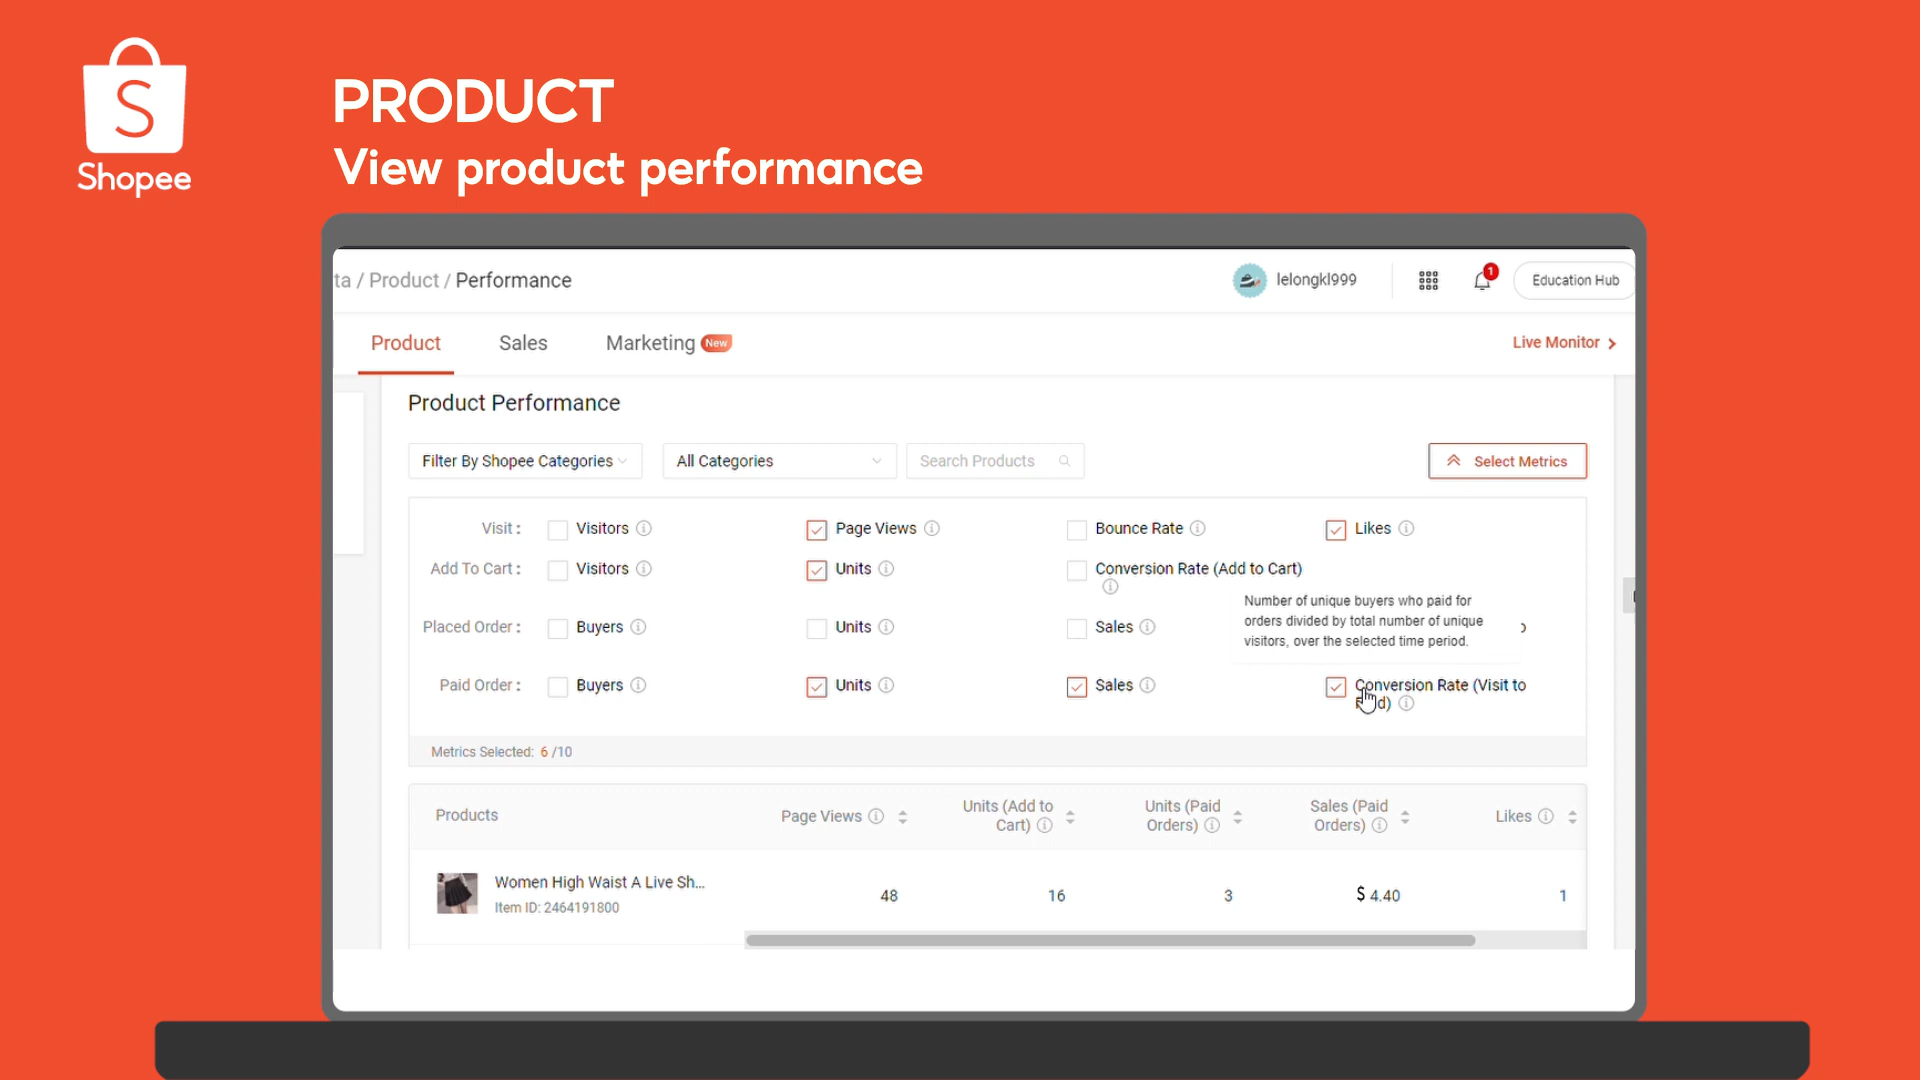 S
Shopee
PRODUCT
View product performance
ta / Product / Performance
lelongkl999
1
Education Hub
Product
Sales
Marketing New
Live Monitor
Product Performance
Filter By Shopee Categories
All Categories
Search Products
Select Metrics
Visit : Visitors Page Views Bounce Rate Likes
Add To Cart : Visitors Units Conversion Rate (Add to Cart)
Number of unique buyers who paid for
orders divided by total number of unique
visitors, over the selected time period.
Placed Order : Buyers Units Sales
Paid Order : Buyers Units Sales Conversion Rate (Visit to
Metrics Selected: 6 /10
Products
Page Views
Units (Add to
Cart)
Units (Paid
Orders)
Sales (Paid
Orders)
Likes
Women High Waist A Live Sh...
Item ID: 2464191800
48
16
3
$ 4.40
1